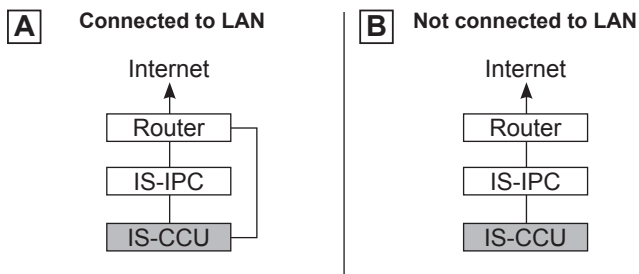 A Connected to LAN
Internet
Router
IS-IPC
IS-CCU
B Not connected to LAN
Internet
Router
IS-IPC
IS-CCU